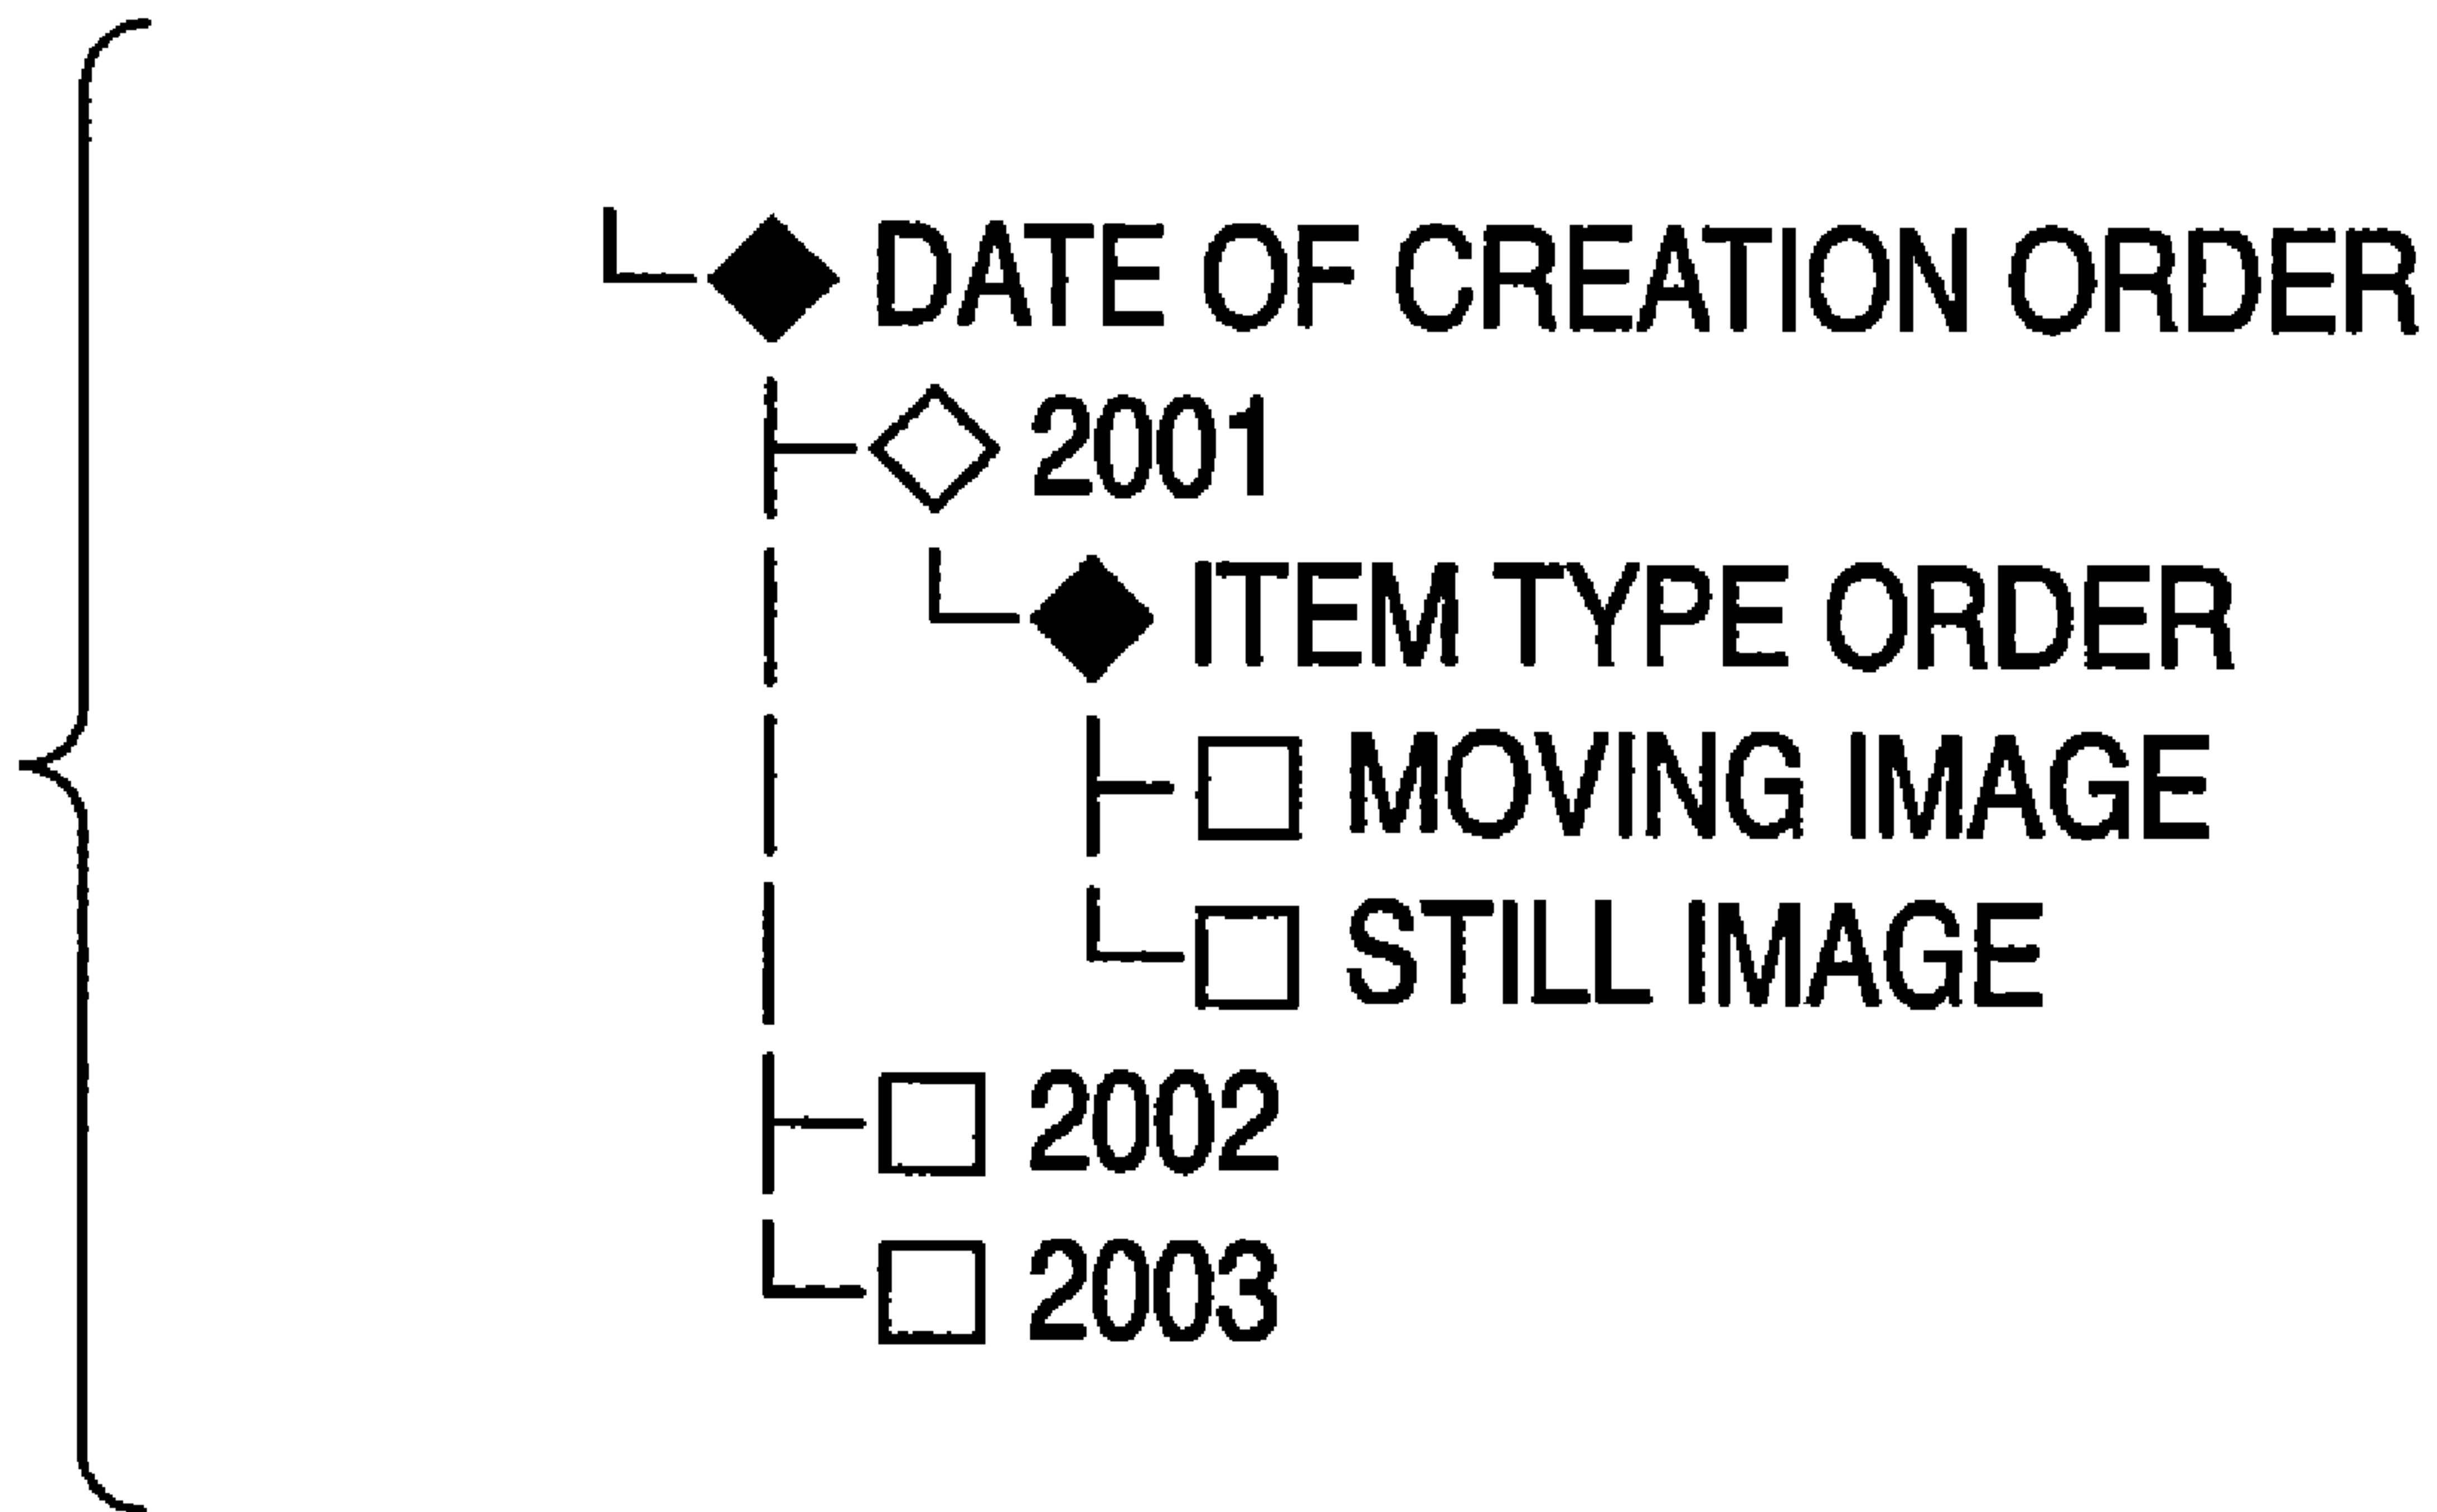 DATE OF CREATION ORDER
2001
ITEM TYPE ORDER
MOVING IMAGE
STILL IMAGE
2002
2003